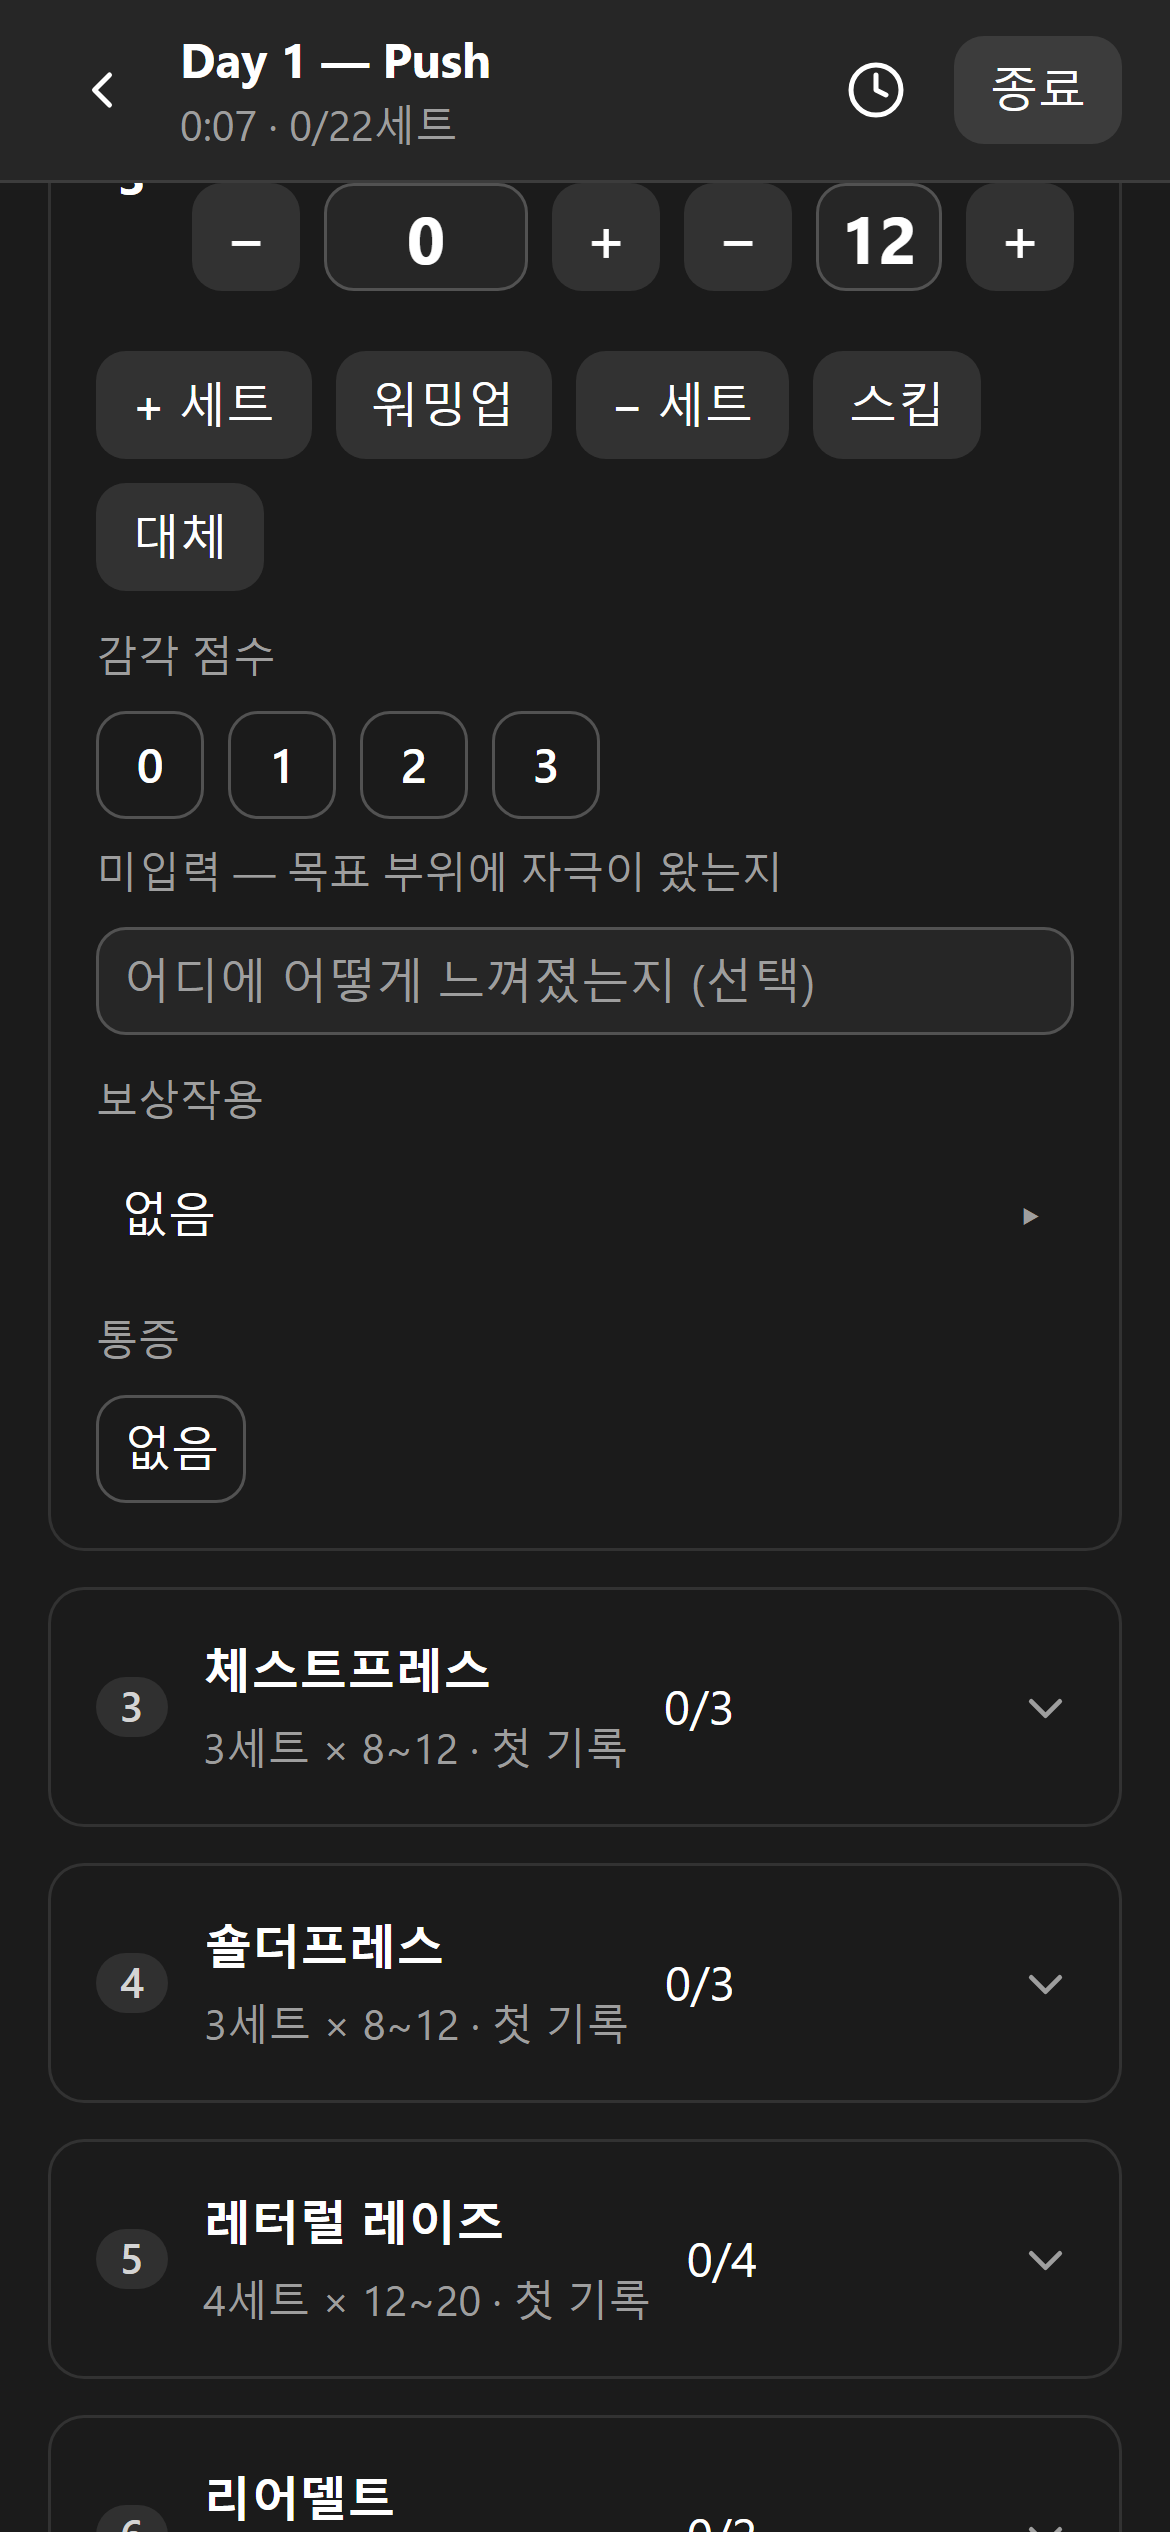 Day 1 — Push
0:07 · 0/22세트
종료
− 0 + − 12 +
+ 세트 워밍업 − 세트 스킵
대체
감각 점수
0 1 2 3
미입력 — 목표 부위에 자극이 왔는지
어디에 어떻게 느껴졌는지 (선택)
보상작용
없음
통증
없음
3 체스트프레스 0/3
3세트 × 8~12 · 첫 기록
4 숄더프레스 0/3
3세트 × 8~12 · 첫 기록
5 레터럴 레이즈 0/4
4세트 × 12~20 · 첫 기록
리어델트